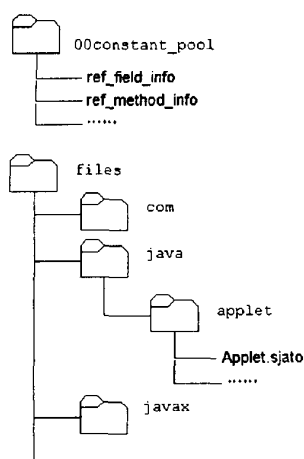 00constant_pool
ref_field_info
ref_method_info
······
files
com
java
applet
Applet.sjato
······
javax